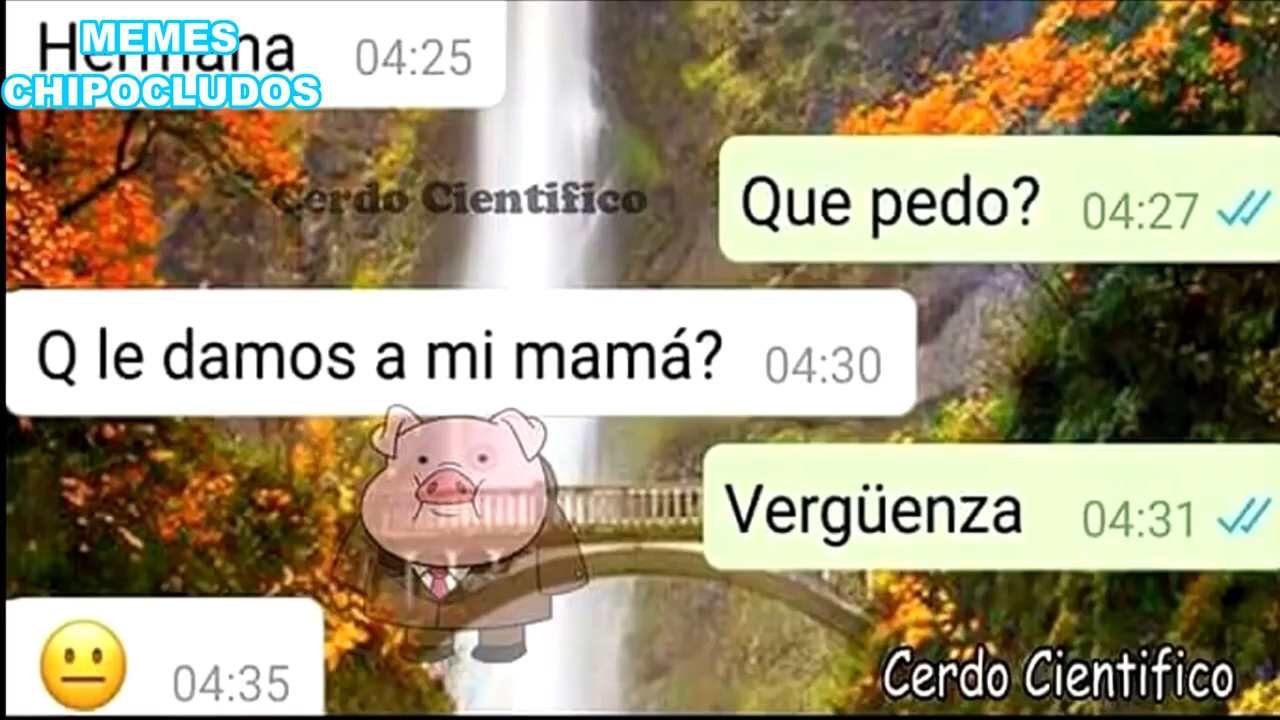 MEMES
CHIPOCLUDOS
Hermana 04:25
Cerdo Cientifico
Que pedo? 04:27
Q le damos a mi mamá? 04:30
Vergüenza 04:31
04:35
Cerdo Cientifico